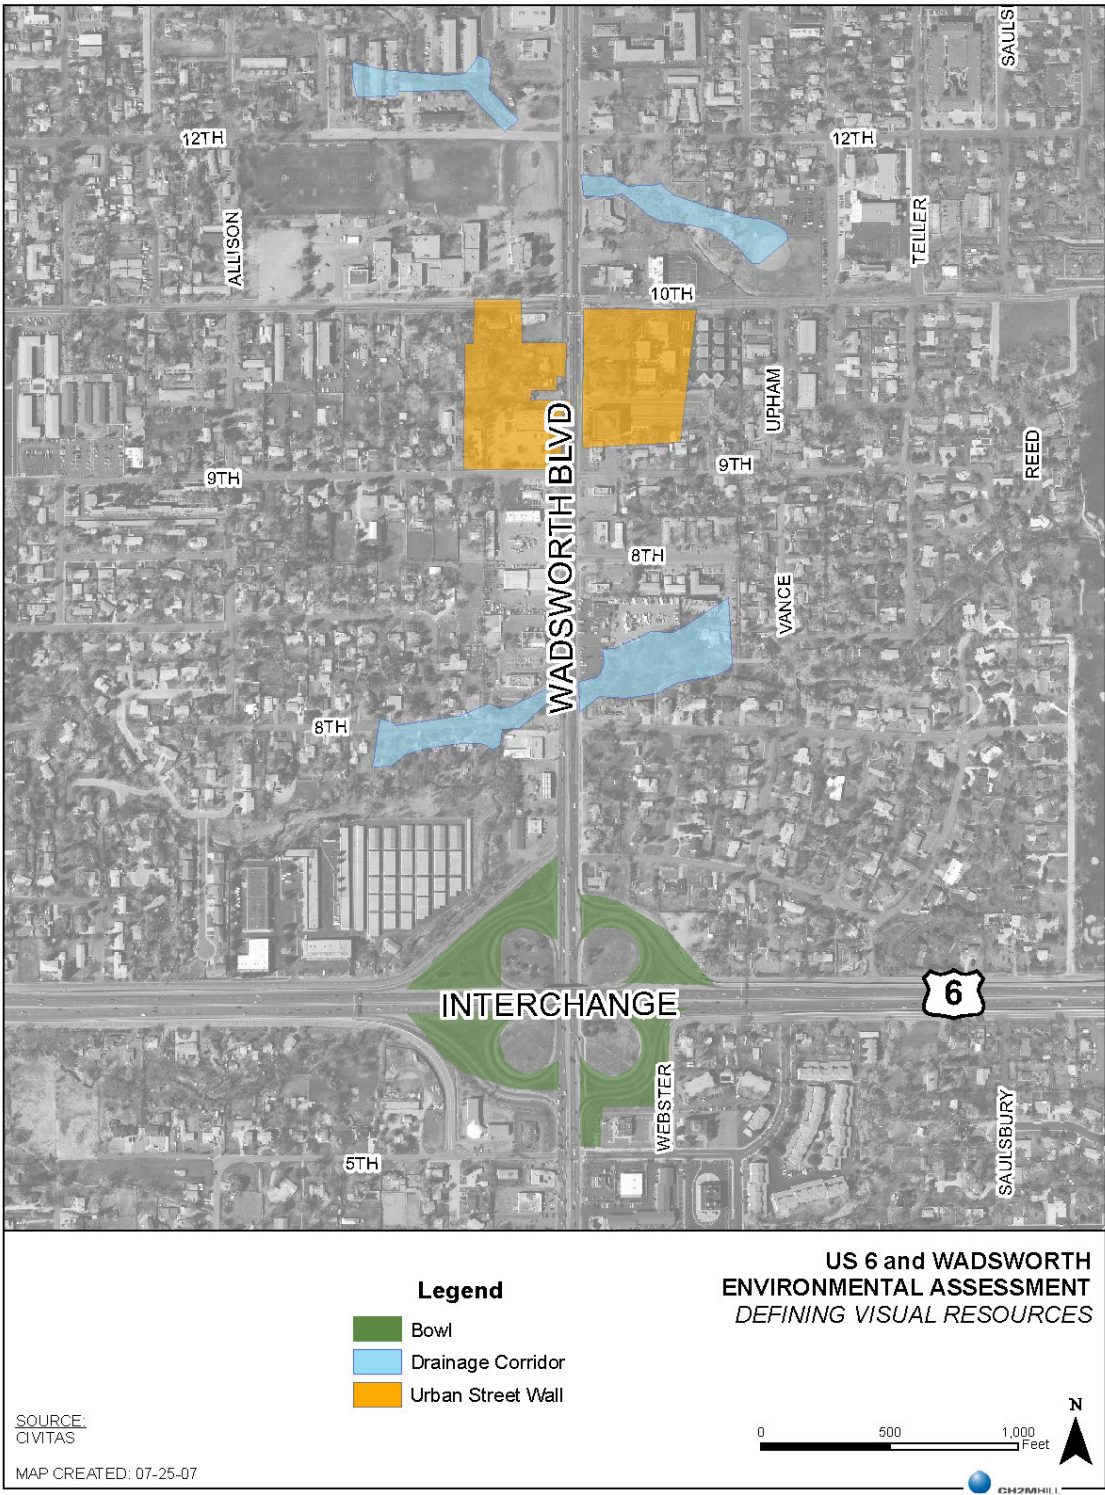 SAULS
12TH
12TH
ALLISON
TELLER
10TH
UPHAM
WADSWORTH BLVD
REED
9TH
9TH
8TH
VANCE
8TH
INTERCHANGE
6
WEBSTER
SAULSBURY
5TH
US 6 and WADSWORTH
ENVIRONMENTAL ASSESSMENT
DEFINING VISUAL RESOURCES
Legend
Bowl
Drainage Corridor
Urban Street Wall
SOURCE:
CIVITAS
MAP CREATED: 07-25-07
N
0 500 1,000
Feet
CH2MHILL